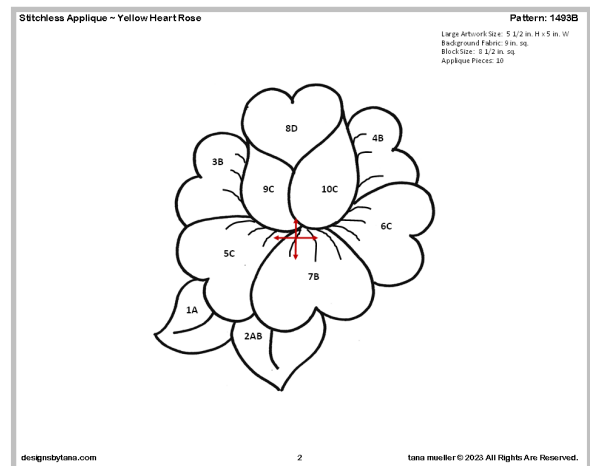 Stitchless Applique ~ Yellow Heart Rose
Pattern: 1493B
Large Artwork Size: 5 1/2 in. H x 5 in. W
Background Fabric: 9 in. sq.
Block Size: 8 1/2 in. sq.
Applique Pieces: 10
8D
4B
3B
9C
10C
6C
5C
7B
1A
2AB
designsbytana.com
2
tana mueller © 2023 All Rights Are Reserved.